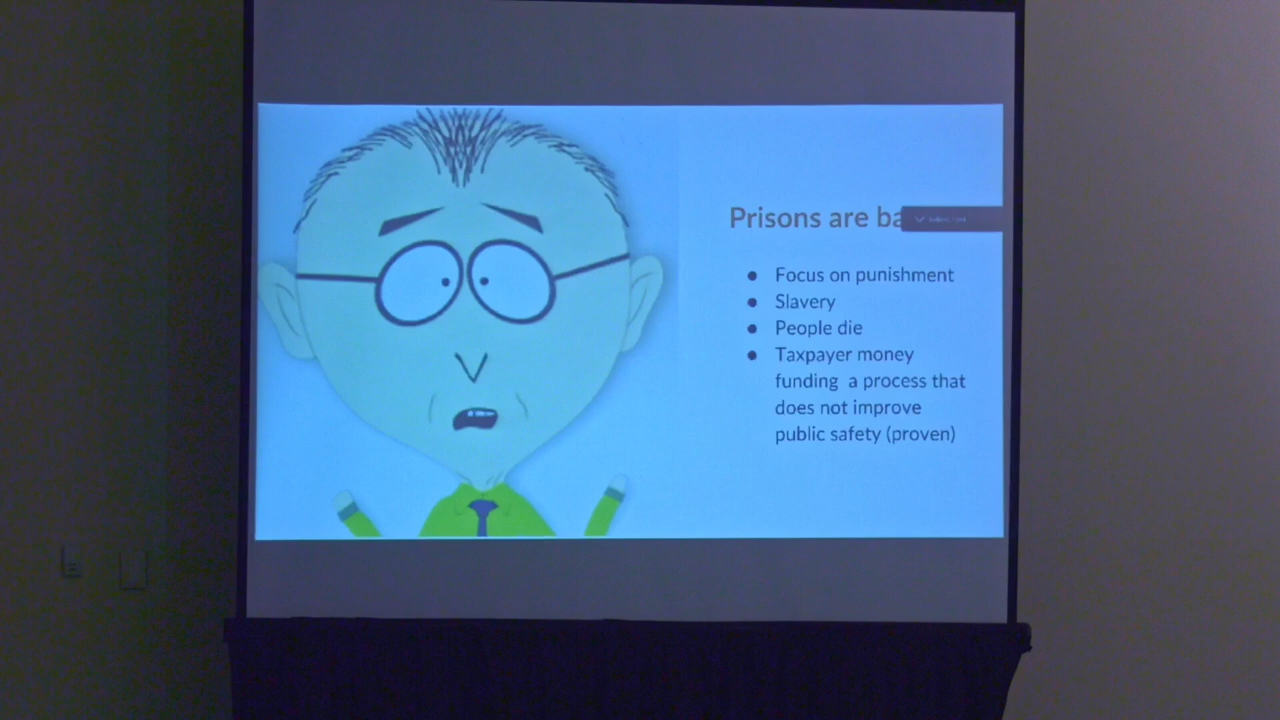 Prisons are ba
Focus on punishment
Slavery
People die
Taxpayer money
funding a process that
does not improve
public safety (proven)